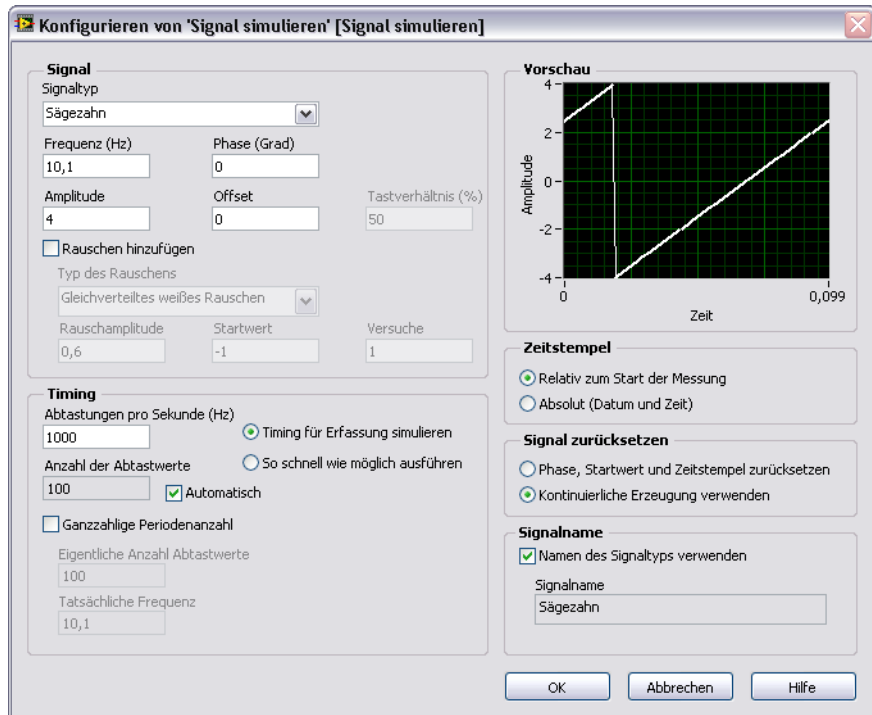 Konfigurieren von 'Signal simulieren' [Signal simulieren]
Signal
Signaltyp
Sägezahn
Frequenz (Hz) Phase (Grad)
10,1 0
Amplitude Offset Tastverhältnis (%)
4 0 50
Rauschen hinzufügen
Typ des Rauschens
Gleichverteiltes weißes Rauschen
Rauschamplitude Startwert Versuche
0,6 -1 1
Timing
Abtastungen pro Sekunde (Hz)
1000
Timing für Erfassung simulieren
Anzahl der Abtastwerte
So schnell wie möglich ausführen
100
Automatisch
Ganzzahlige Periodenanzahl
Eigentliche Anzahl Abtastwerte
100
Tatsächliche Frequenz
10,1
Vorschau
Amplitude
4
2
0
-2
-4
0 0,099
Zeit
Zeitstempel
Relativ zum Start der Messung
Absolut (Datum und Zeit)
Signal zurücksetzen
Phase, Startwert und Zeitstempel zurücksetzen
Kontinuierliche Erzeugung verwenden
Signalname
Namen des Signaltyps verwenden
Signalname
Sägezahn
OK Abbrechen Hilfe